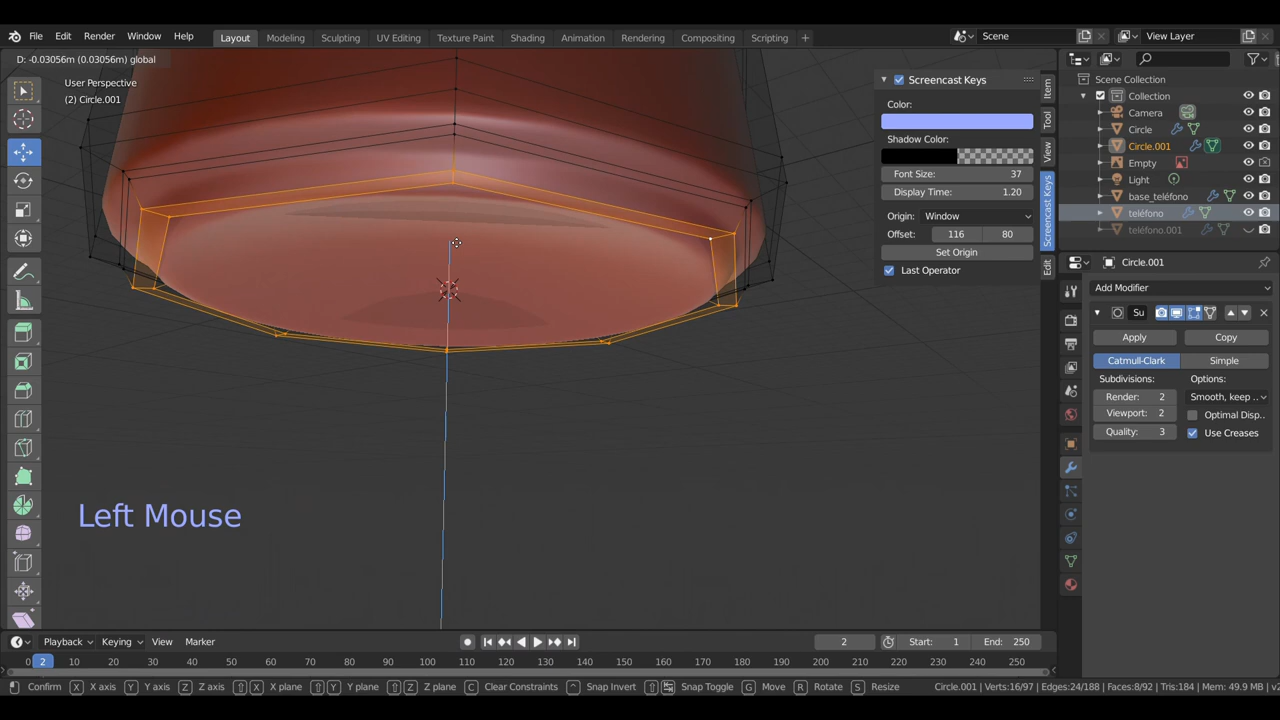 File Edit Render Window Help Layout Modeling Sculpting UV Editing Texture Paint Shading Animation Rendering Compositing Scripting + Scene View Layer
D: -0.03056m (0.03056m) global
User Perspective
(2) Circle.001
Screencast Keys
Color:
Shadow Color:
Font Size: 37
Display Time: 1.20
Origin: Window
Offset: 116 80
Set Origin
Last Operator
Item
Tool
View
Screencast Keys
Edit
Scene Collection
Collection
Camera
Circle
Circle.001
Empty
Light
base_teléfono
teléfono
teléfono.001
Circle.001
Add Modifier
Su
Apply Copy
Catmull-Clark Simple
Subdivisions: Options:
Render: 2 Smooth, keep ..
Viewport: 2 Optimal Disp..
Quality: 3 Use Creases
Left Mouse
Playback Keying View Marker 2 Start: 1 End: 250
0 2 10 20 30 40 50 60 70 80 90 100 110 120 130 140 150 160 170 180 190 200 210 220 230 240 250
Confirm X X axis Y Y axis Z Z axis X X plane Y Y plane Z Z plane C Clear Constraints Snap Invert Snap Toggle G Move R Rotate S Resize Circle.001 | Verts:16/97 | Edges:24/188 | Faces:8/92 | Tris:184 | Mem: 49.9 MB |